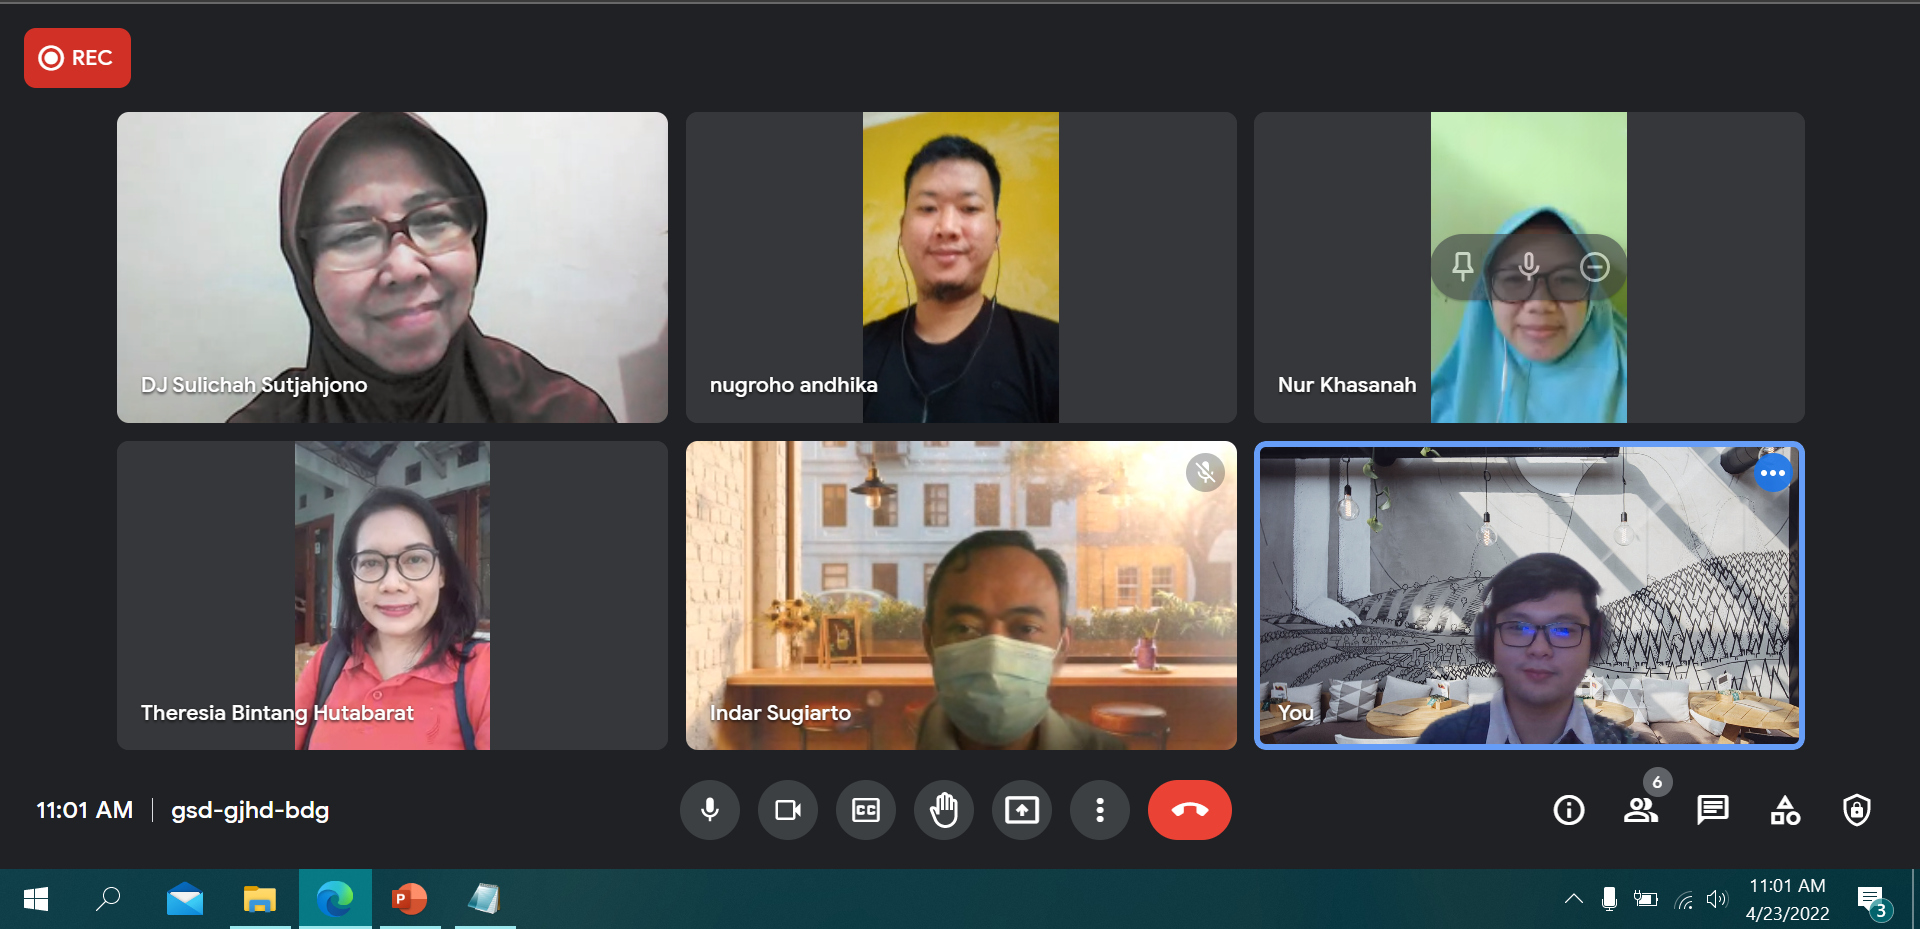 REC
DJ Sulichah Sutjahjono
nugroho andhika
Nur Khasanah
Theresia Bintang Hutabarat
Indar Sugiarto
You
11:01 AM | gsd-gjhd-bdg
CC
6
P
11:01 AM
4/23/2022
3